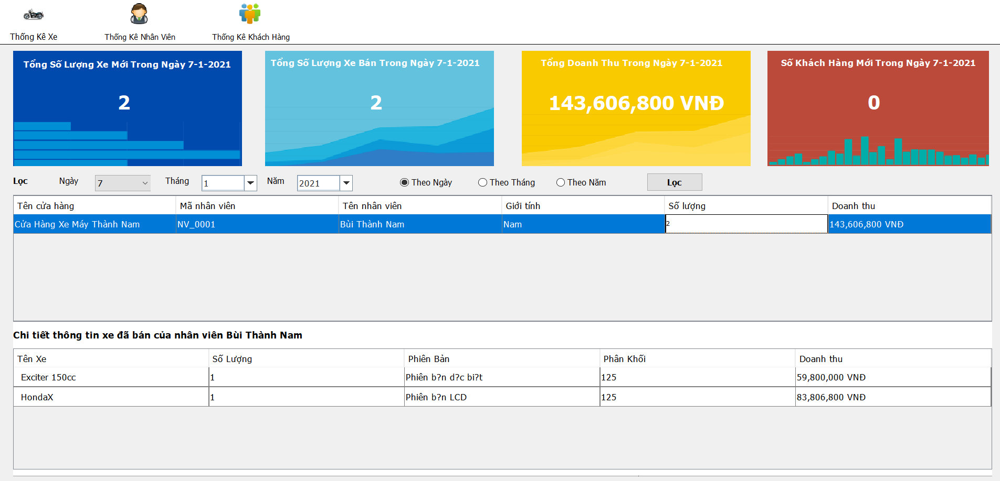 Thống Kê Xe
Thống Kê Nhân Viên
Thống Kê Khách Hàng
Tổng Số Lượng Xe Mới Trong Ngày 7-1-2021
2
Tổng Số Lượng Xe Bán Trong Ngày 7-1-2021
2
Tổng Doanh Thu Trong Ngày 7-1-2021
143,606,800 VNĐ
Số Khách Hàng Mới Trong Ngày 7-1-2021
0
Lọc Ngày 7 Tháng 1 Năm 2021 Theo Ngày Theo Tháng Theo Năm Lọc
Tên cửa hàng Mã nhân viên Tên nhân viên Giới tính Số lượng Doanh thu
Cửa Hàng Xe Máy Thành Nam NV_0001 Bùi Thành Nam Nam 2 143,606,800 VNĐ
Chi tiết thông tin xe đã bán của nhân viên Bùi Thành Nam
Tên Xe Số Lượng Phiên Bản Phân Khối Doanh thu
Exciter 150cc 1 Phiên b?n d?c bi?t 125 59,800,000 VNĐ
HondaX 1 Phiên b?n LCD 125 83,806,800 VNĐ